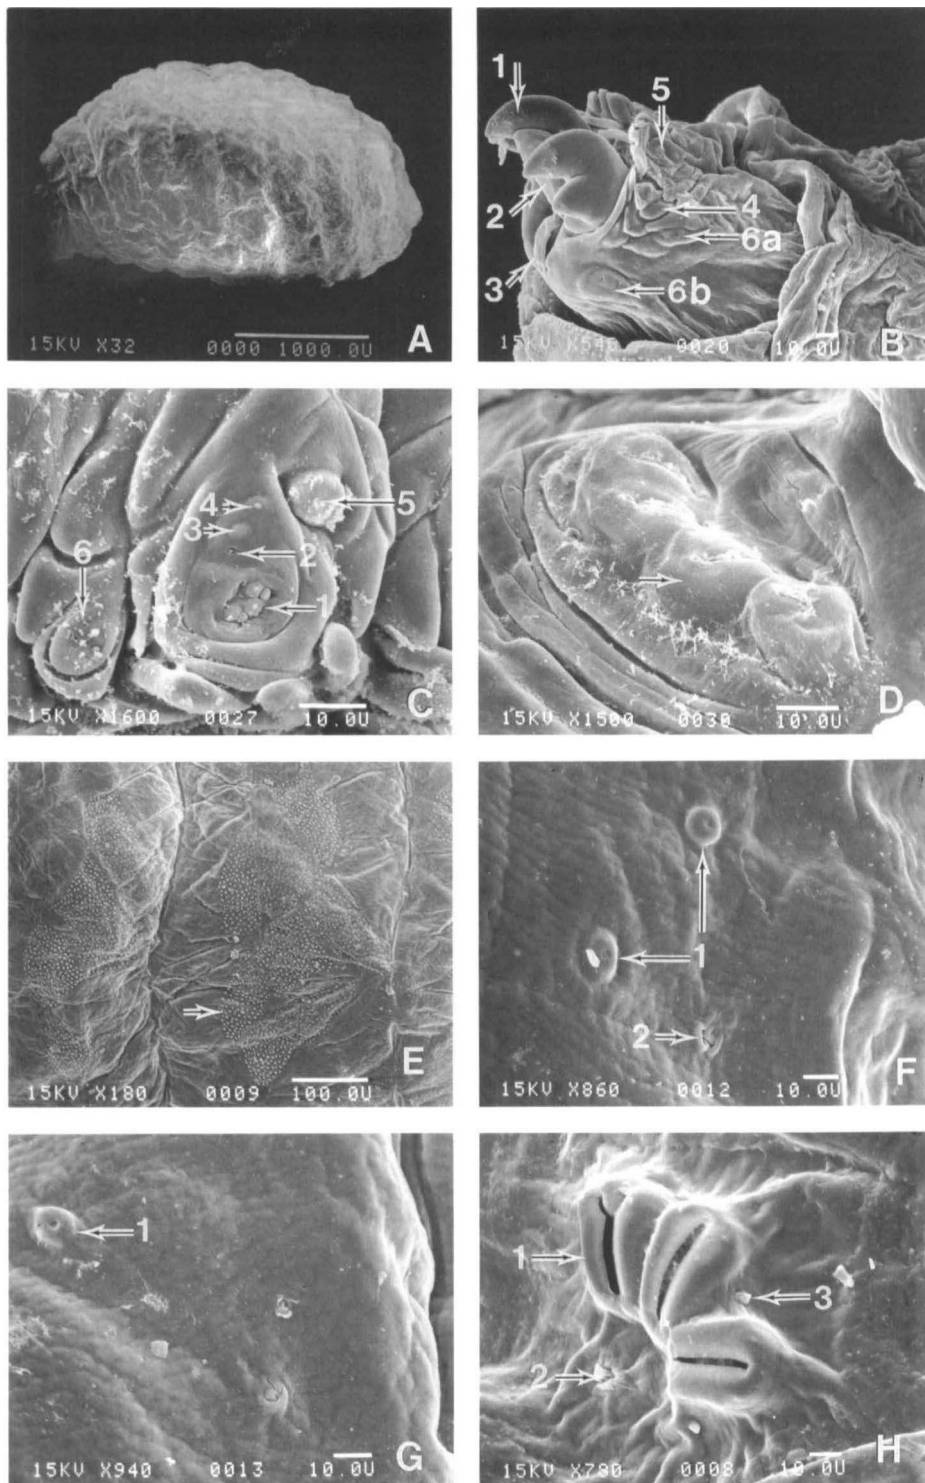 15KV X32 0000 1000.0U A
1
5
2
4
6a
3
6b
15KV X540 0020 10.0U B
4
3
5
2
6
1
15KV X1600 0027 10.0U C
15KV X1500 0030 10.0U D
15KV X180 0009 100.0U E
1
2
15KV X860 0012 10.0U F
1
15KV X940 0013 10.0U G
1
3
2
15KV X780 0008 10.0U H